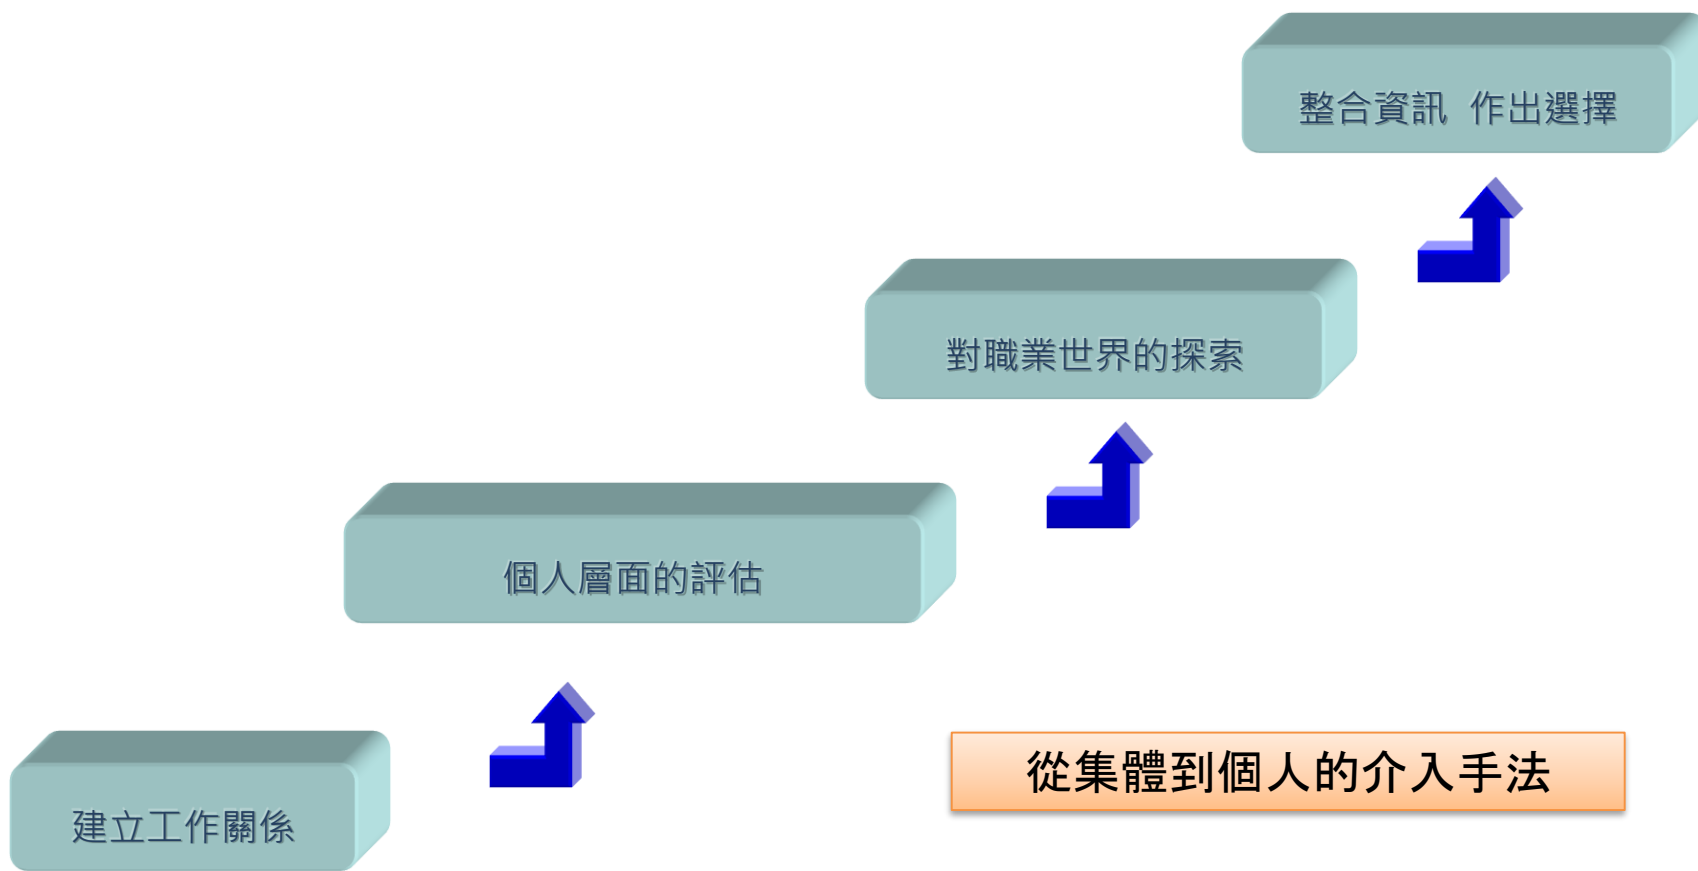 整合資訊 作出選擇
對職業世界的探索
個人層面的評估
從集體到個人的介入手法
建立工作關係